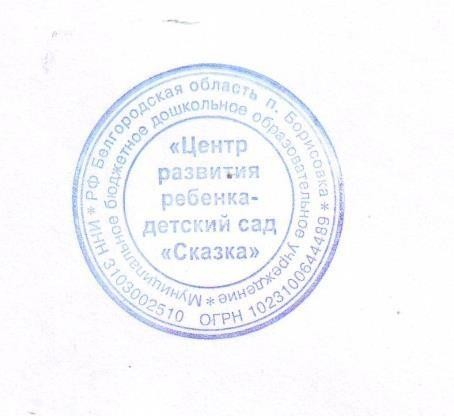 * РФ Белгородская область п. Борисовка *
ИНН 3103002510 ОГРН 1023100644489
* Муниципальное бюджетное дошкольное образовательное учреждение
«Центр
развития
ребенка-
детский сад
«Сказка»